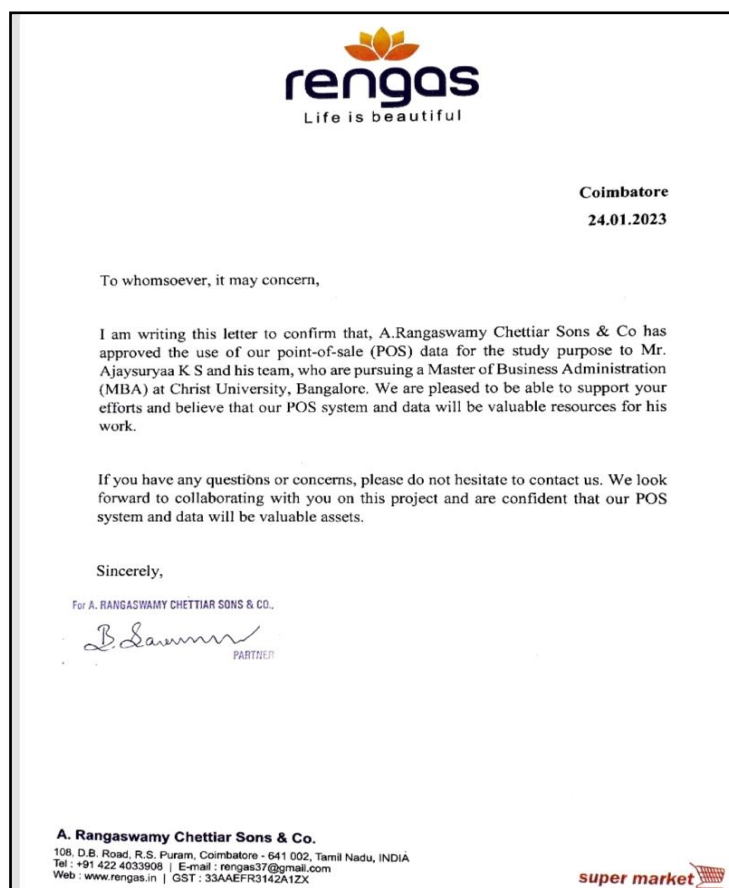 rengas
Life is beautiful
Coimbatore
24.01.2023
To whomsoever, it may concern,
I am writing this letter to confirm that, A.Rangaswamy Chettiar Sons & Co has
approved the use of our point-of-sale (POS) data for the study purpose to Mr.
Ajaysuryaa K S and his team, who are pursuing a Master of Business Administration
(MBA) at Christ University, Bangalore. We are pleased to be able to support your
efforts and believe that our POS system and data will be valuable resources for his
work.
If you have any questions or concerns, please do not hesitate to contact us. We look
forward to collaborating with you on this project and are confident that our POS
system and data will be valuable assets.
Sincerely,
For A. RANGASWAMY CHETTIAR SONS & CO.,
PARTNER
A. Rangaswamy Chettiar Sons & Co.
108, D.B. Road, R.S. Puram, Coimbatore - 641 002, Tamil Nadu, INDIA
Tel : +91 422 4033908 | E-mail : rengas37@gmail.com
Web : www.rengas.in | GST : 33AAEFR3142A1ZX
super market